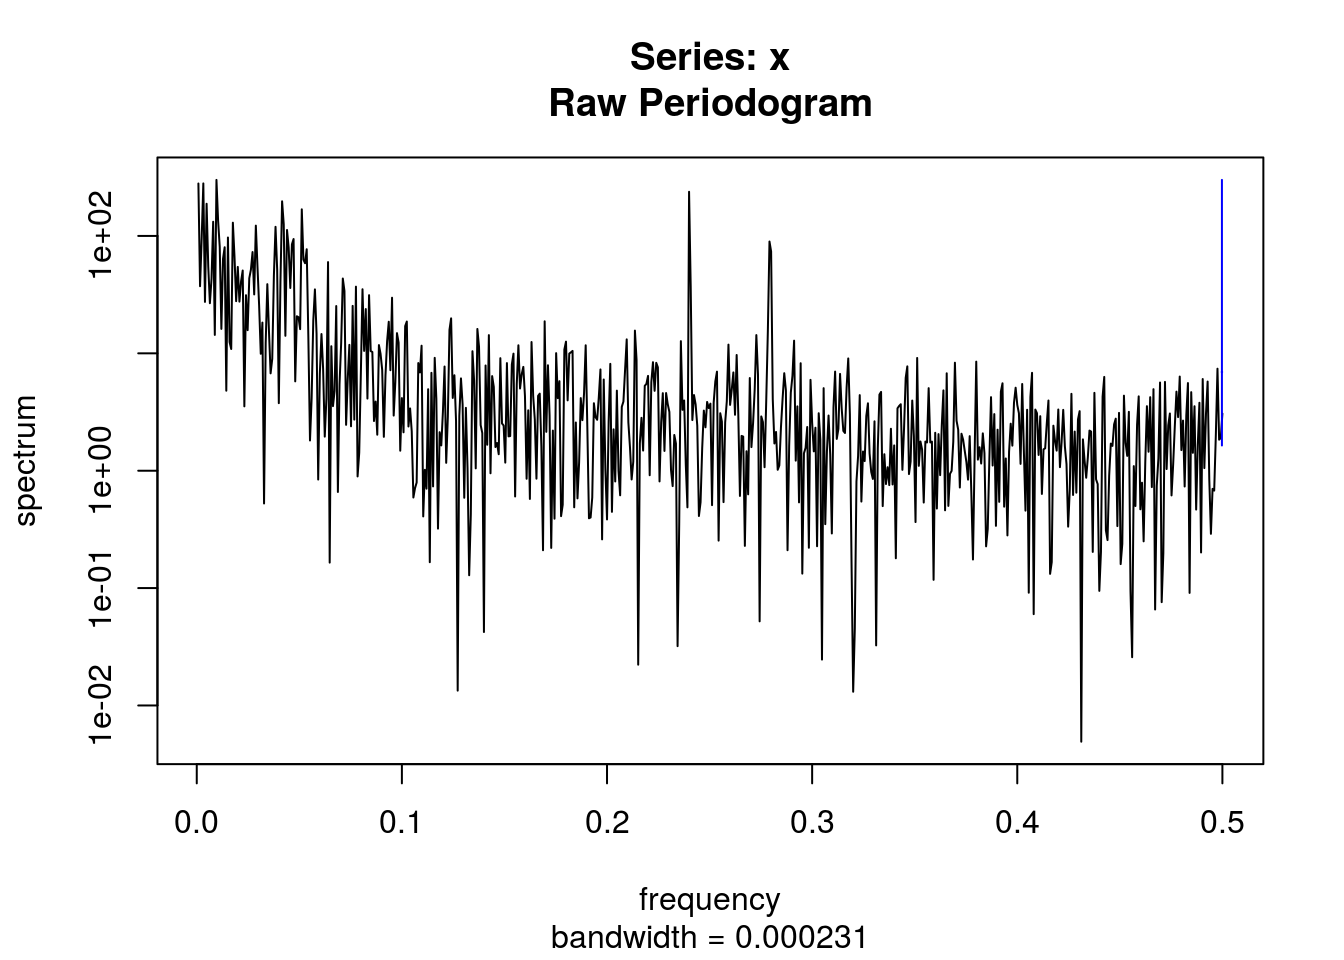 Series: x
Raw Periodogram
spectrum
1e+02
1e+00
1e-01
1e-02
0.0 0.1 0.2 0.3 0.4 0.5
frequency
bandwidth = 0.000231